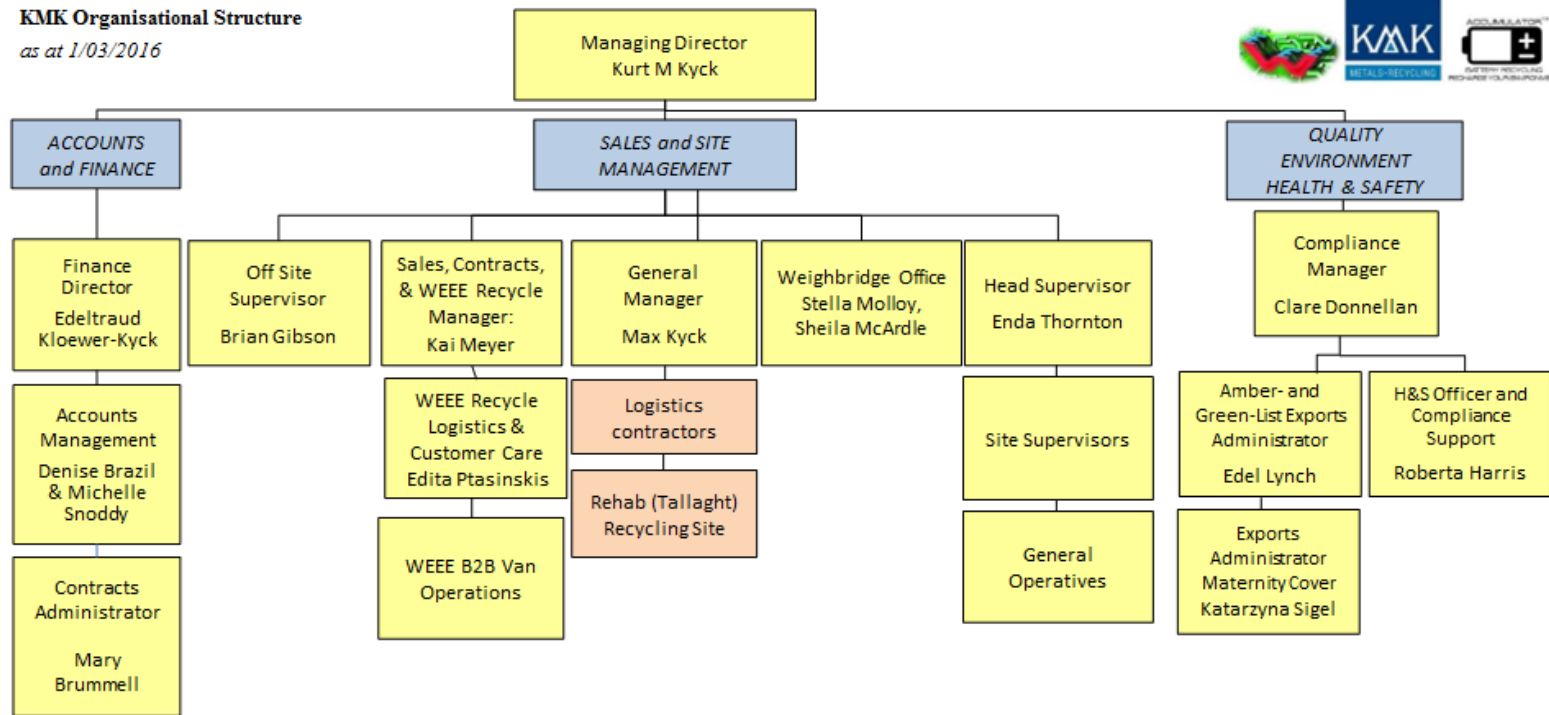 KMK Organisational Structure
as at 1/03/2016
Managing Director
Kurt M Kyck
KMK
METALS-RECYCLING
ACCUMULATOR
BATTERY RECYCLING
ACCOUNTS
and FINANCE
SALES and SITE
MANAGEMENT
QUALITY
ENVIRONMENT
HEALTH & SAFETY
Finance
Director
Edeltraud
Kloewer-Kyck
Off Site
Supervisor
Brian Gibson
Sales, Contracts,
& WEEE Recycle
Manager:
Kai Meyer
General
Manager
Max Kyck
Weighbridge Office
Stella Molloy,
Sheila McArdle
Head Supervisor
Enda Thornton
Compliance
Manager
Clare Donnellan
Accounts
Management
Denise Brazil
& Michelle
Snoddy
WEEE Recycle
Logistics &
Customer Care
Edita Ptasinskis
Logistics
contractors
Site Supervisors
Amber- and
Green-List Exports
Administrator
Edel Lynch
H&S Officer and
Compliance
Support
Roberta Harris
Rehab (Tallaght)
Recycling Site
WEEE B2B Van
Operations
General
Operatives
Exports
Administrator
Maternity Cover
Katarzyna Sigel
Contracts
Administrator
Mary
Brummell